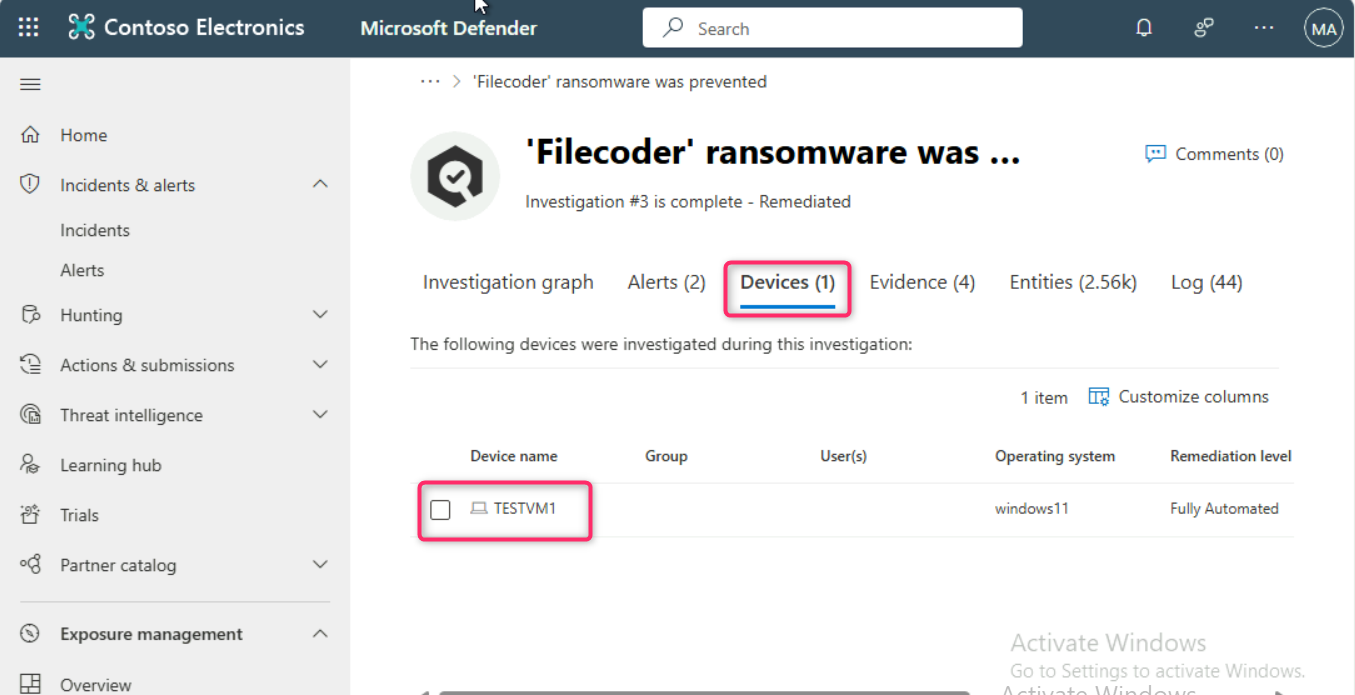 Contoso Electronics Microsoft Defender Search MA
... > 'Filecoder' ransomware was prevented
Home
Incidents & alerts
Incidents
Alerts
Hunting
Actions & submissions
Threat intelligence
Learning hub
Trials
Partner catalog
Exposure management
Overview
'Filecoder' ransomware was ...
Comments (0)
Investigation #3 is complete - Remediated
Investigation graph Alerts (2) Devices (1) Evidence (4) Entities (2.56k) Log (44)
The following devices were investigated during this investigation:
1 item Customize columns
Device name Group User(s) Operating system Remediation level
TESTVM1 windows11 Fully Automated
Activate Windows
Go to Settings to activate Windows.
Activate Windows